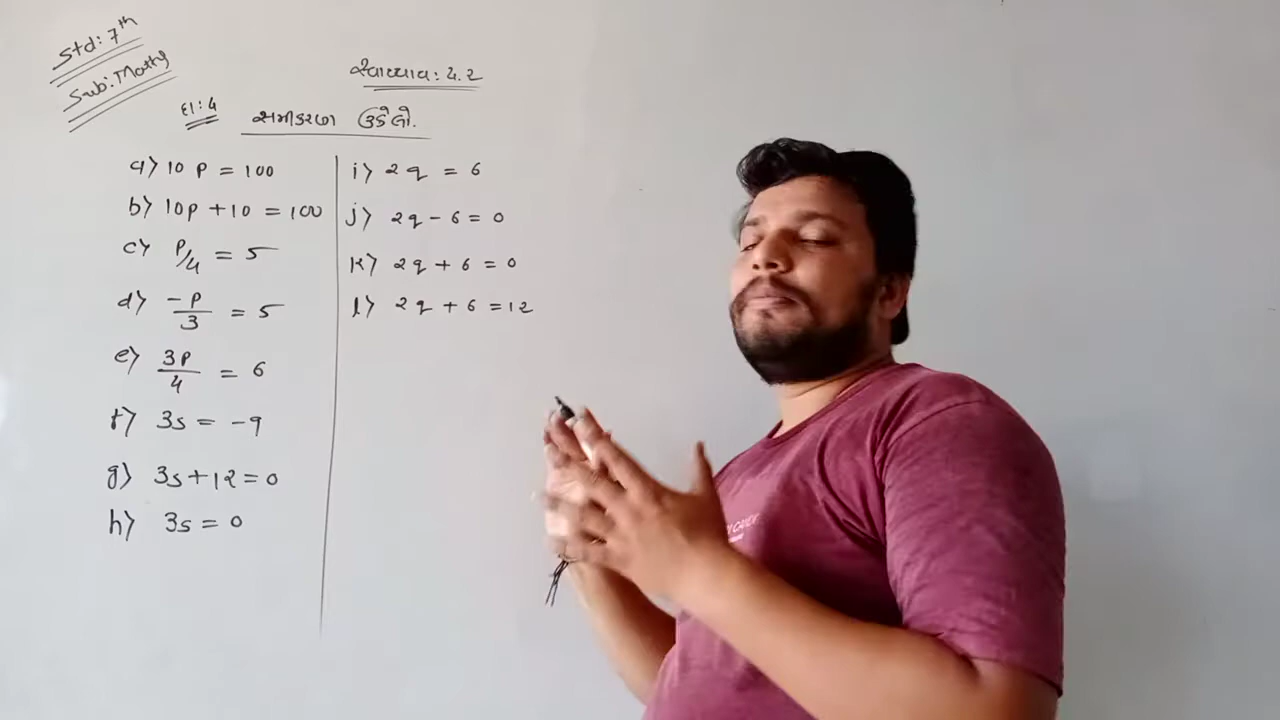 Std: 7th
Sub: Maths
સ્વાધ્યાય: ૪.૨
દા: 4
સમીકરણ ઉકેલો.
a) 10 p = 100
b) 10p + 10 = 100
c) p/4 = 5
d) -p/3 = 5
e) 3p/4 = 6
f) 3s = -9
g) 3s + 12 = 0
h) 3s = 0
i) 2q = 6
j) 2q - 6 = 0
k) 2q + 6 = 0
l) 2q + 6 = 12